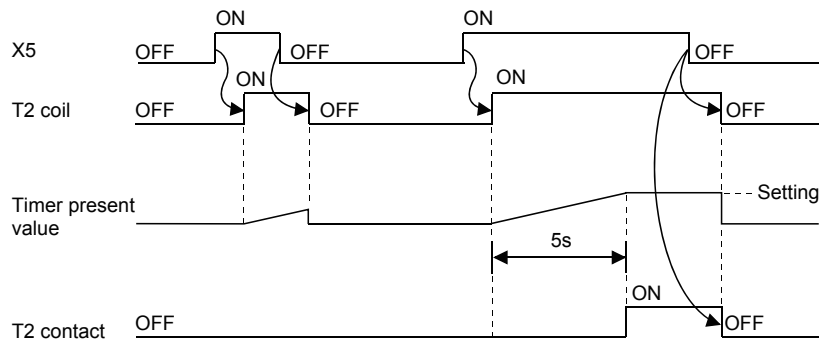 ON ON
X5 OFF OFF OFF
ON ON
T2 coil OFF OFF OFF
Setting
Timer present
value
5s
ON
T2 contact OFF OFF